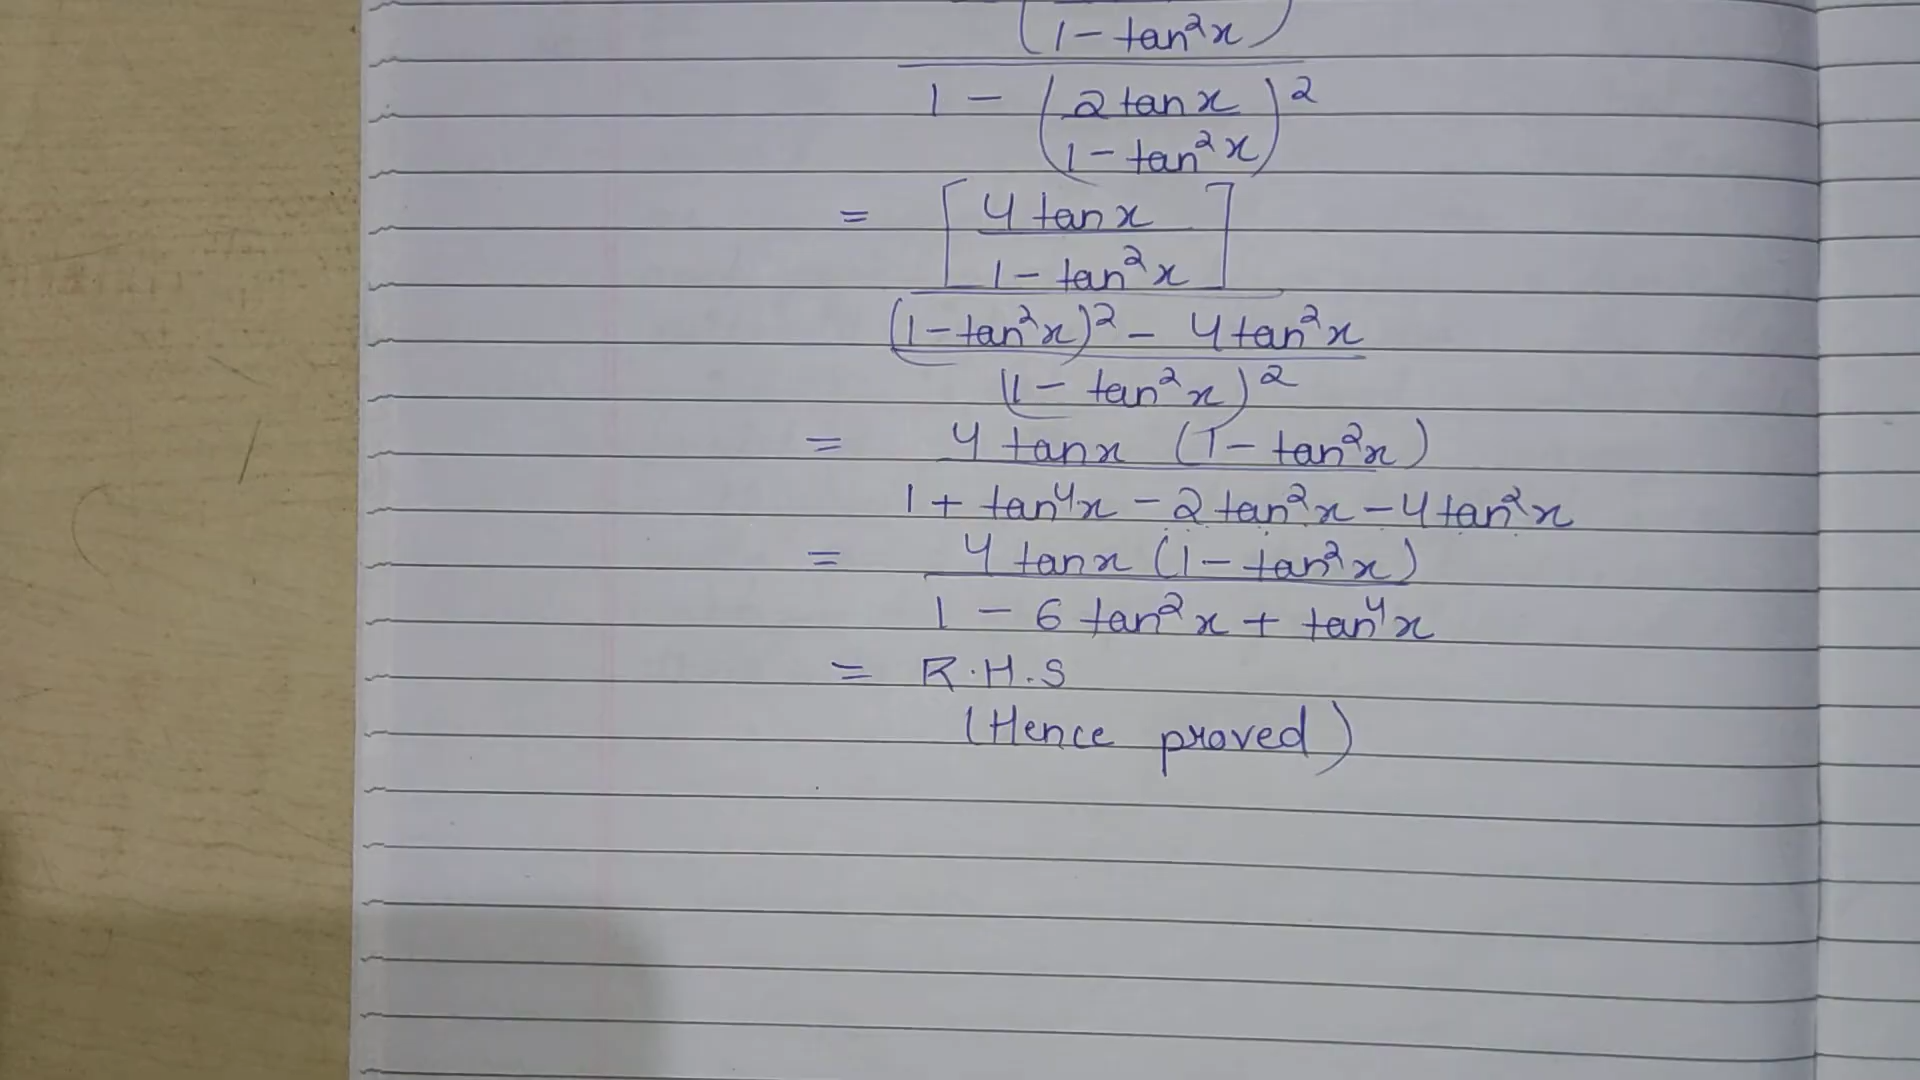 (1 - tan²x)
1 - (2 tan x / 1 - tan²x)²
= [4 tan x / 1 - tan²x]
(1 - tan²x)² - 4 tan²x
(1 - tan²x)²
= 4 tan x (1 - tan²x)
1 + tan⁴x - 2 tan²x - 4 tan²x
= 4 tan x (1 - tan²x)
1 - 6 tan²x + tan⁴x
= R.H.S
(Hence proved)